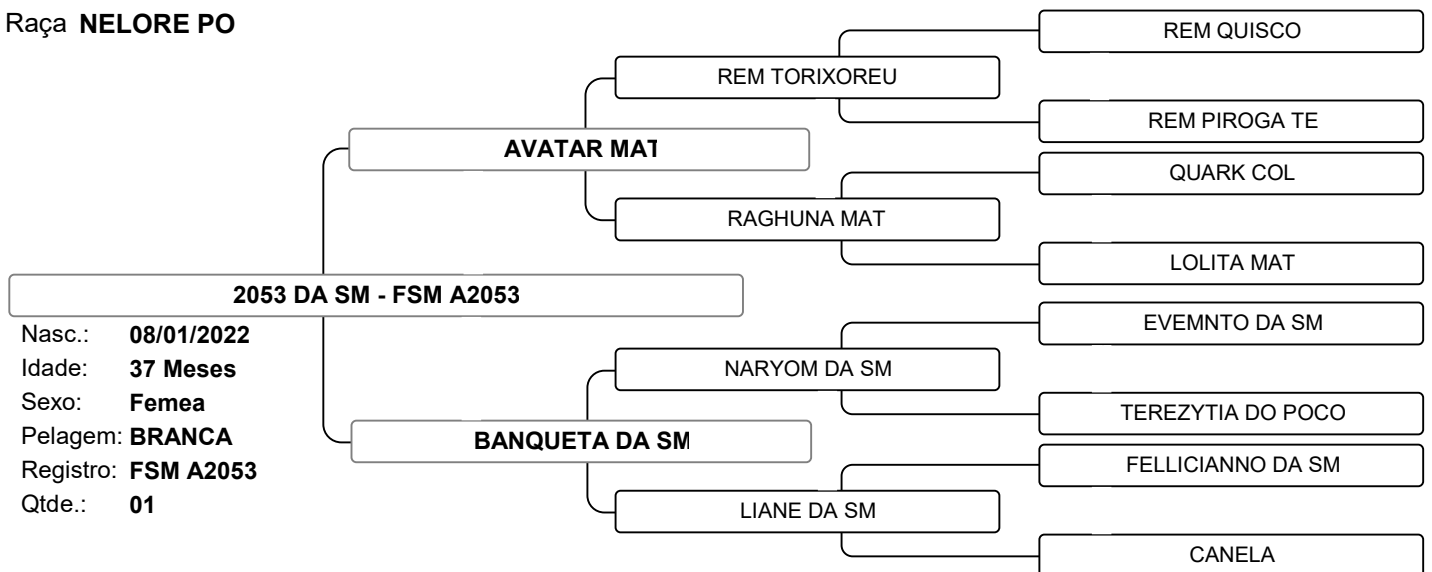 Raça NELORE PO
REM QUISCO
REM TORIXOREU
REM PIROGA TE
AVATAR MAT
QUARK COL
RAGHUNA MAT
LOLITA MAT
2053 DA SM - FSM A2053
Nasc.: 08/01/2022
Idade: 37 Meses
Sexo: Femea
Pelagem: BRANCA
Registro: FSM A2053
Qtde.: 01
EVEMNTO DA SM
NARYOM DA SM
TEREZYTIA DO POCO
BANQUETA DA SM
FELLICIANNO DA SM
LIANE DA SM
CANELA